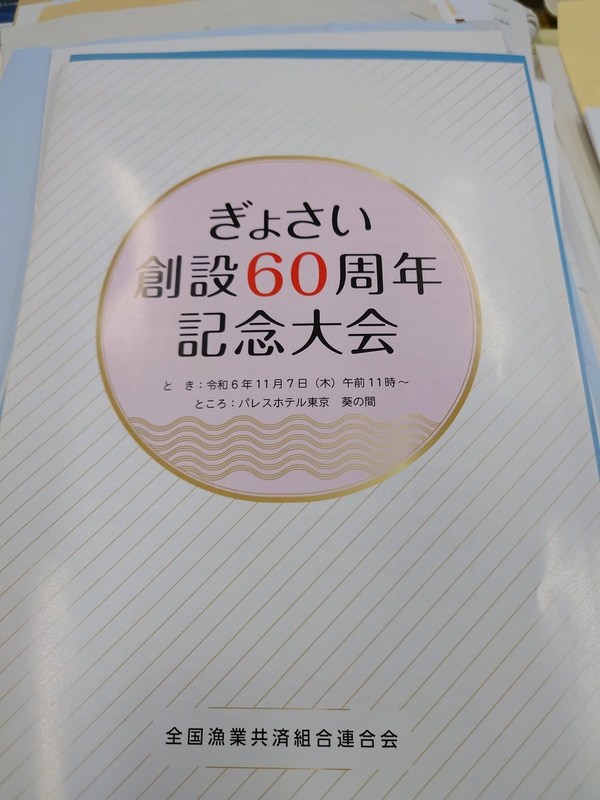 ぎょさい
創設60周年
記念大会
と　き：令和６年11月７日（木）午前11時～
ところ：パレスホテル東京　葵の間
全国漁業共済組合連合会